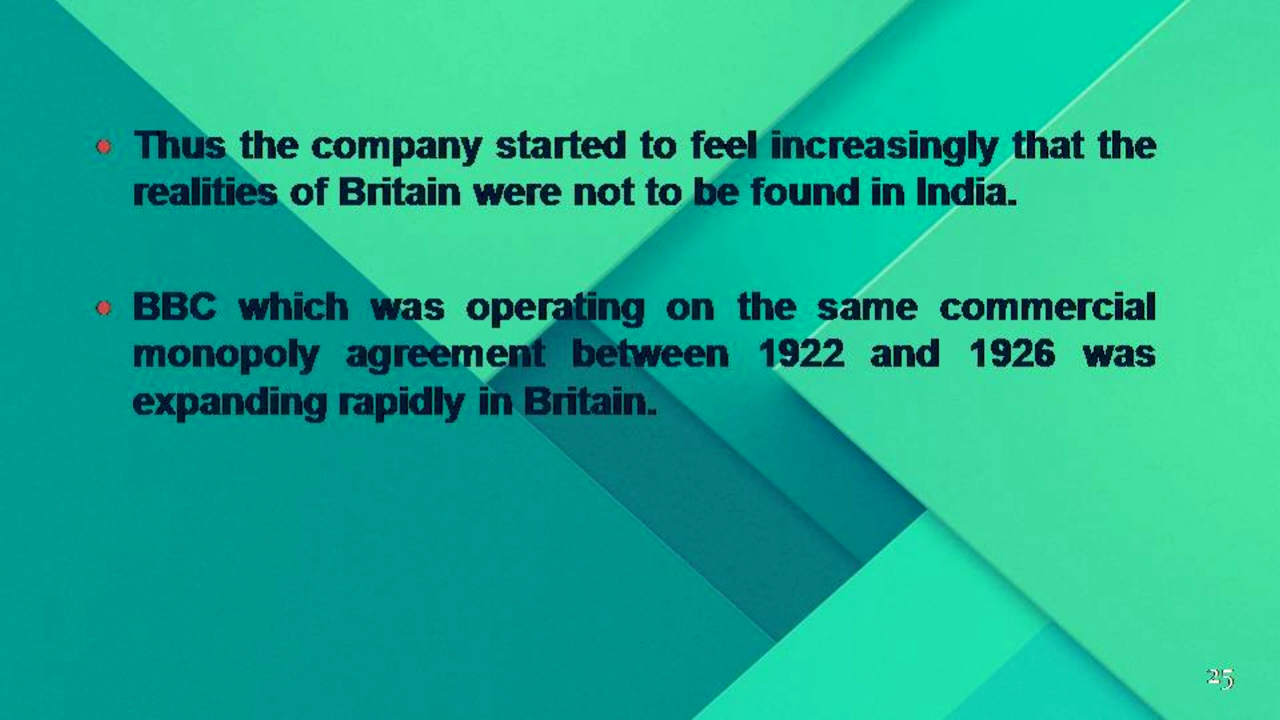 Thus the company started to feel increasingly that the
realities of Britain were not to be found in India.
BBC which was operating on the same commercial
monopoly agreement between 1922 and 1926 was
expanding rapidly in Britain.
25